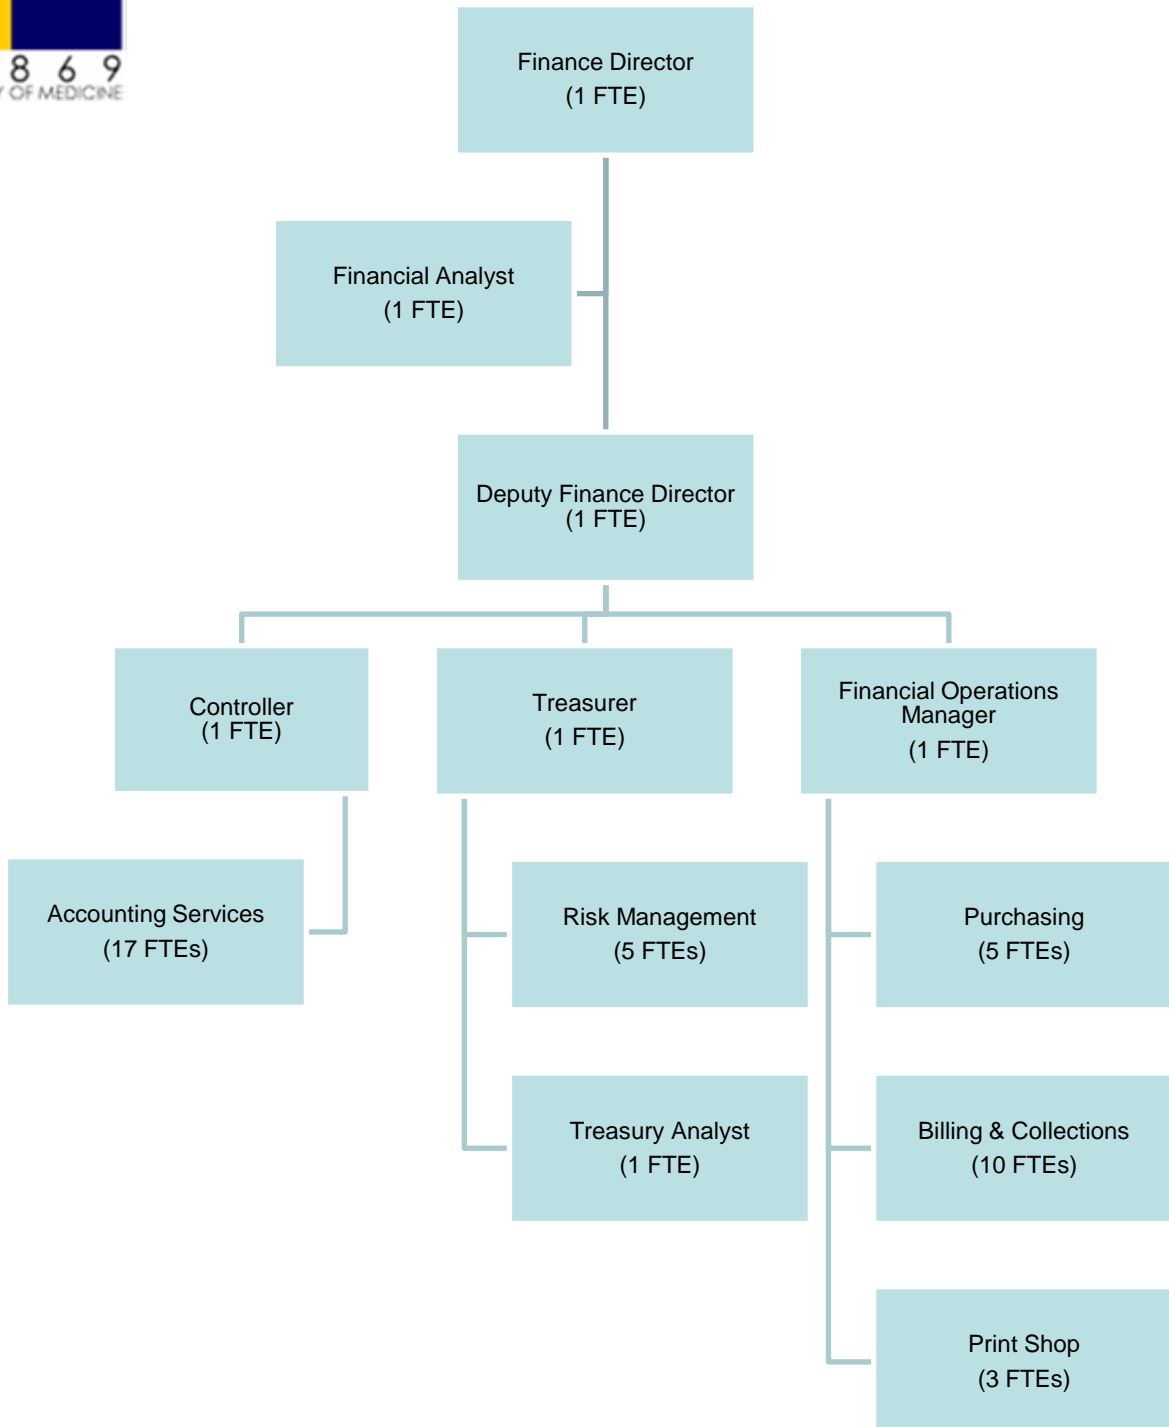 8 6 9
Y OF MEDICINE
Finance Director
(1 FTE)
Financial Analyst
(1 FTE)
Deputy Finance Director
(1 FTE)
Controller
(1 FTE)
Treasurer
(1 FTE)
Financial Operations
Manager
(1 FTE)
Accounting Services
(17 FTEs)
Risk Management
(5 FTEs)
Purchasing
(5 FTEs)
Treasury Analyst
(1 FTE)
Billing & Collections
(10 FTEs)
Print Shop
(3 FTEs)